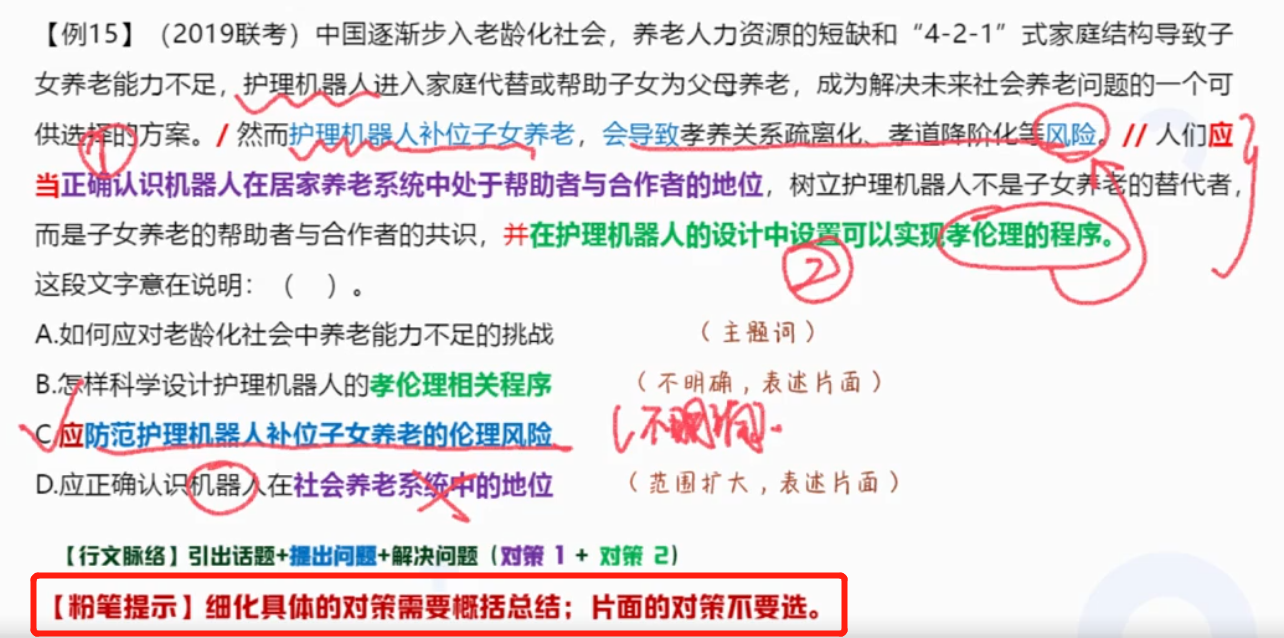 【例15】（2019联考）中国逐渐步入老龄化社会，养老人力资源的短缺和“4-2-1”式家庭结构导致子
女养老能力不足，护理机器人进入家庭代替或帮助子女为父母养老，成为解决未来社会养老问题的一个可
供选择的方案。/ 然而护理机器人补位子女养老，会导致孝养关系疏离化、孝道降阶化等风险。// 人们应
当正确认识机器人在居家养老系统中处于帮助者与合作者的地位，树立护理机器人不是子女养老的替代者，
而是子女养老的帮助者与合作者的共识，并在护理机器人的设计中设置可以实现孝伦理的程序。
①
②
这段文字意在说明：（ ）。
A.如何应对老龄化社会中养老能力不足的挑战 （主题词）
B.怎样科学设计护理机器人的孝伦理相关程序 （不明确，表述片面）
C.应防范护理机器人补位子女养老的伦理风险
D.应正确认识机器人在社会养老系统中的地位 （范围扩大，表述片面）
【行文脉络】引出话题+提出问题+解决问题（对策 1 + 对策 2）
【粉笔提示】细化具体的对策需要概括总结；片面的对策不要选。